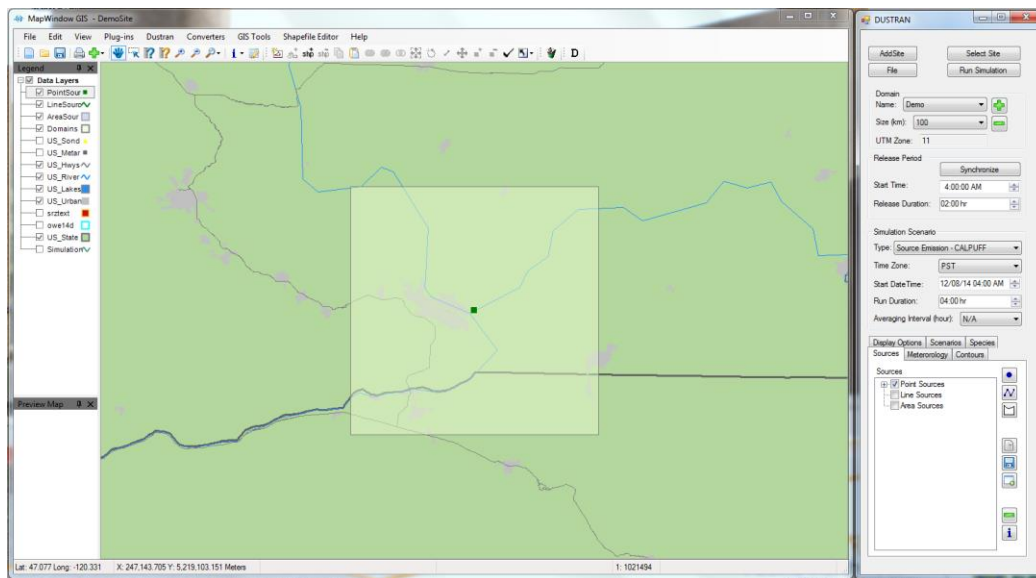 MapWindow GIS - DemoSite
File Edit View Plug-ins Dustran Converters GIS Tools Shapefile Editor Help
D
Legend
Data Layers
PointSour
LineSourc
AreaSour
Domains
US_Sond
US_Metar
US_Hwys
US_River
US_Lakes
US_Urban
srztext
owe14d
US_State
Simulation
Preview Map
Lat: 47.077 Long: -120.331 X: 247,143.705 Y: 5,219,103.151 Meters 1: 1021494
DUSTRAN
AddSite Select Site
File Run Simulation
Domain
Name: Demo
Size (km): 100
UTM Zone: 11
Release Period
Synchronize
Start Time: 4:00:00 AM
Release Duration: 02:00 hr
Simulation Scenario
Type: Source Emission - CALPUFF
Time Zone: PST
Start DateTime: 12/08/14 04:00 AM
Run Duration: 04:00 hr
Averaging Interval (hour): N/A
Display Options Scenarios Species
Sources Meterorology Contours
Sources
Point Sources
Line Sources
Area Sources